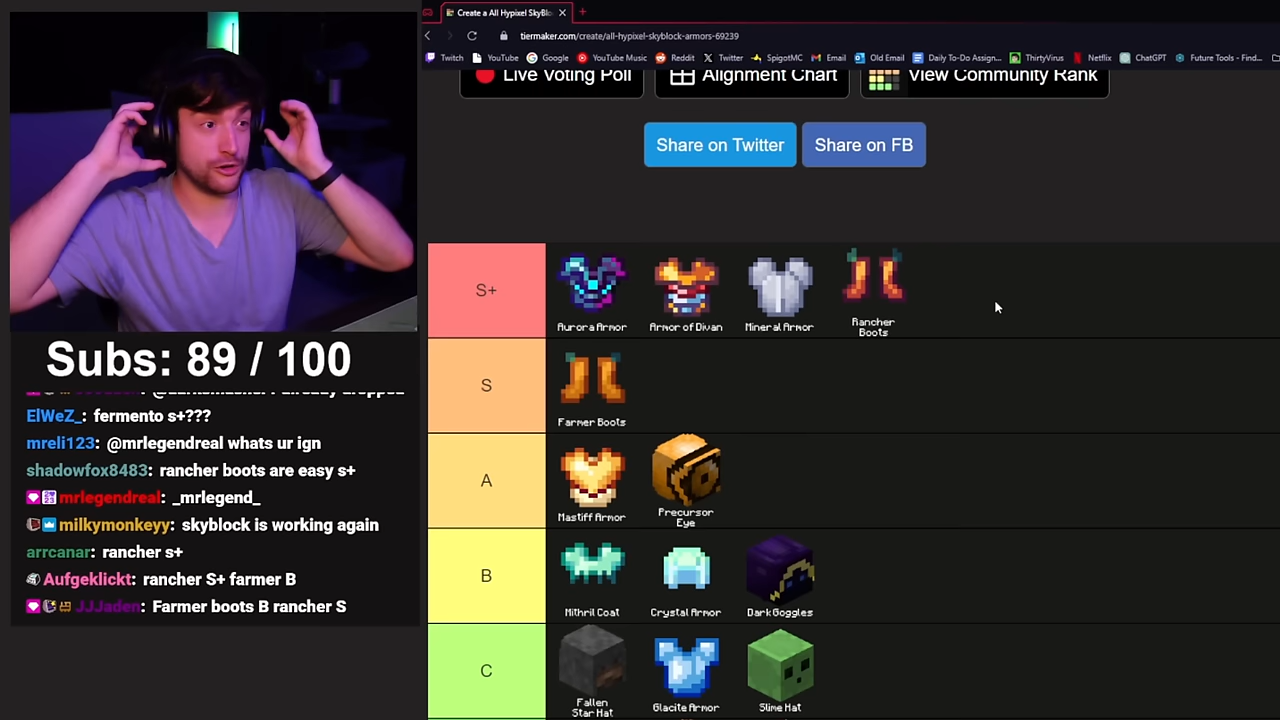 Create a All Hypixel SkyBlo
tiermaker.com/create/all-hypixel-skyblock-armors-69239
Twitch YouTube Google YouTube Music Reddit Twitter SpigotMC Email Old Email Daily To-Do Assign... ThirtyVirus Netflix ChatGPT Future Tools - Find...
Live Voting Poll Alignment Chart View Community Rank
Share on Twitter Share on FB
S+
Aurora Armor Armor of Divan Mineral Armor Rancher Boots
S
Farmer Boots
A
Mastiff Armor Precursor Eye
B
Mithril Coat Crystal Armor Dark Goggles
C
Fallen Star Hat Glacite Armor Slime Hat
Subs: 89 / 100
ElWeZ_: fermento s+???
mreli123: @mrlegendreal whats ur ign
shadowfox8483: rancher boots are easy s+
mrlegendreal: _mrlegend_
milkymonkeyy: skyblock is working again
arrcanar: rancher s+
Aufgeklickt: rancher S+ farmer B
JJJaden: Farmer boots B rancher S